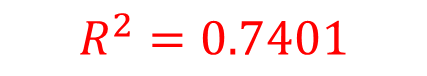 R² = 0.7401